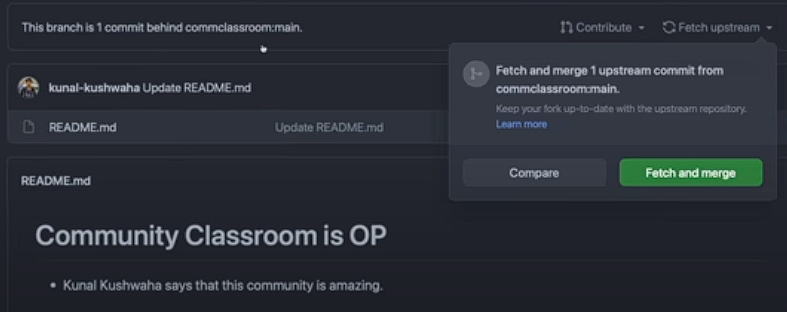 This branch is 1 commit behind commclassroom:main.
Contribute
Fetch upstream
Fetch and merge 1 upstream commit from
commclassroom:main.
Keep your fork up-to-date with the upstream repository.
Learn more
Compare
Fetch and merge
kunal-kushwaha Update README.md
README.md
Update README.md
README.md
Community Classroom is OP
• Kunal Kushwaha says that this community is amazing.